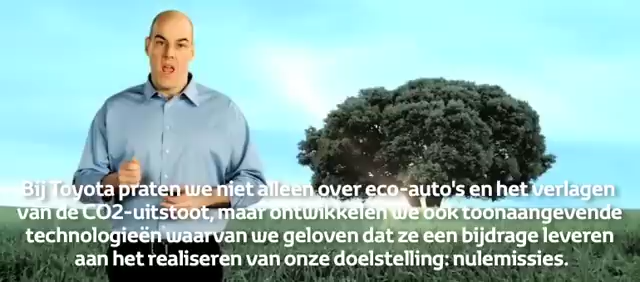 Bij Toyota praten we niet alleen over eco-auto's en het verlagen
van de CO2-uitstoot, maar ontwikkelen we ook toonaangevende
technologieën waarvan we geloven dat ze een bijdrage leveren
aan het realiseren van onze doelstelling: nulemissies.